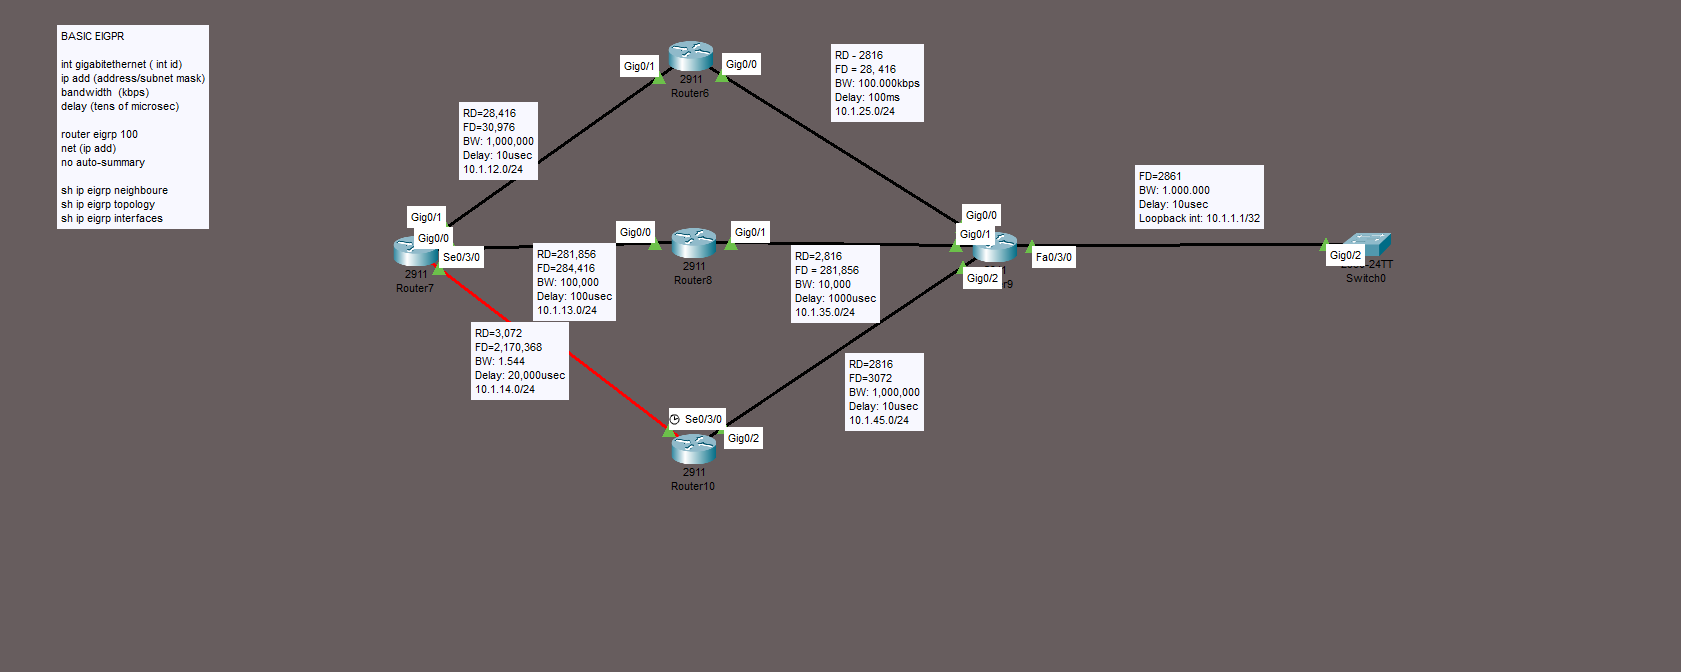 BASIC EIGPR
int gigabitethernet ( int id)
ip add (address/subnet mask)
bandwidth (kbps)
delay (tens of microsec)
router eigrp 100
net (ip add)
no auto-summary
sh ip eigrp neighboure
sh ip eigrp topology
sh ip eigrp interfaces
Gig0/1
Gig0/0
2911
Router6
RD - 2816
FD = 28, 416
BW: 100.000kbps
Delay: 100ms
10.1.25.0/24
RD=28,416
FD=30,976
BW: 1,000,000
Delay: 10usec
10.1.12.0/24
FD=2861
BW: 1.000.000
Delay: 10usec
Loopback int: 10.1.1.1/32
Gig0/1
Gig0/0
Se0/3/0
2911
Router7
Gig0/0
Gig0/1
2911
Router8
RD=281,856
FD=284,416
BW: 100,000
Delay: 100usec
10.1.13.0/24
RD=2,816
FD = 281,856
BW: 10,000
Delay: 1000usec
10.1.35.0/24
Gig0/0
Gig0/1
Gig0/2
Fa0/3/0
r9
Gig0/2
-24TT
Switch0
RD=3,072
FD=2,170,368
BW: 1.544
Delay: 20,000usec
10.1.14.0/24
RD=2816
FD=3072
BW: 1,000,000
Delay: 10usec
10.1.45.0/24
Se0/3/0
Gig0/2
2911
Router10